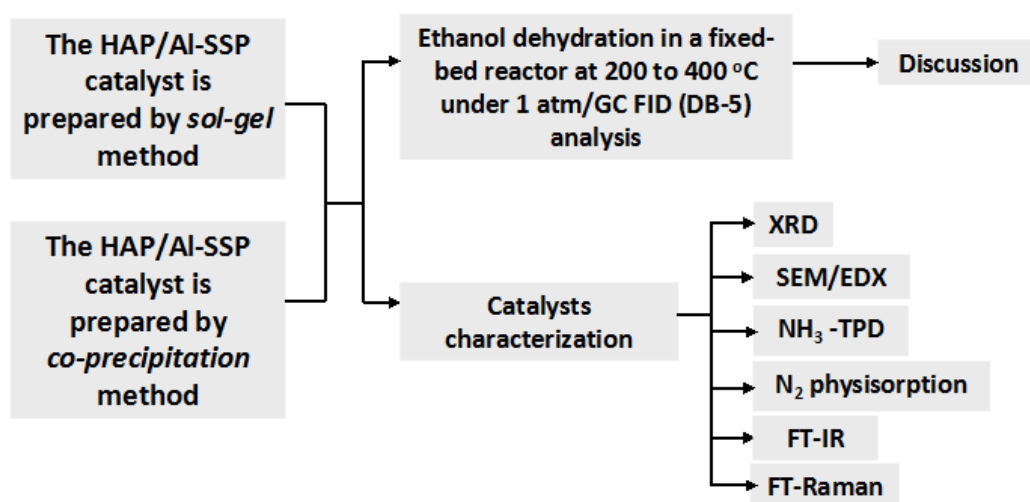 The HAP/Al-SSP
catalyst is
prepared by sol-gel
method
Ethanol dehydration in a fixed-
bed reactor at 200 to 400 °C
under 1 atm/GC FID (DB-5)
analysis
Discussion
The HAP/Al-SSP
catalyst is
prepared by
co-precipitation
method
Catalysts
characterization
XRD
SEM/EDX
NH₃ -TPD
N₂ physisorption
FT-IR
FT-Raman